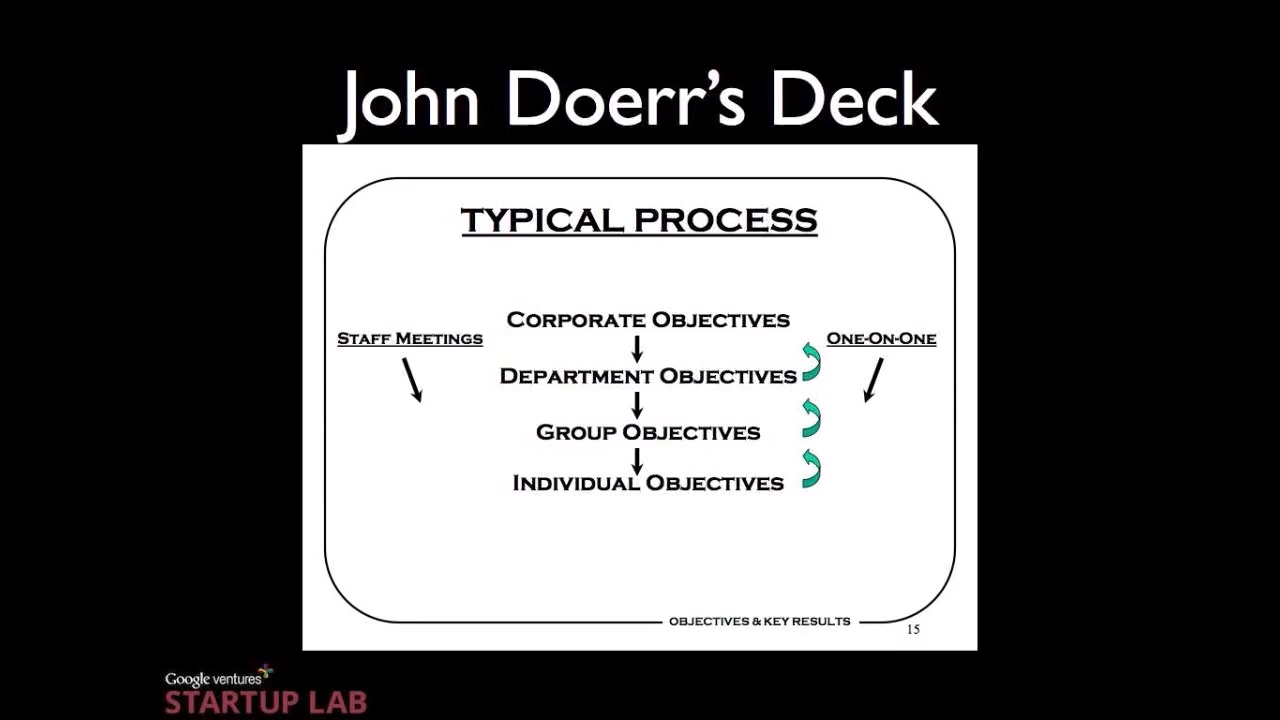 John Doerr's Deck
TYPICAL PROCESS
CORPORATE OBJECTIVES
STAFF MEETINGS
ONE-ON-ONE
DEPARTMENT OBJECTIVES
GROUP OBJECTIVES
INDIVIDUAL OBJECTIVES
OBJECTIVES & KEY RESULTS
15
Google ventures
STARTUP LAB